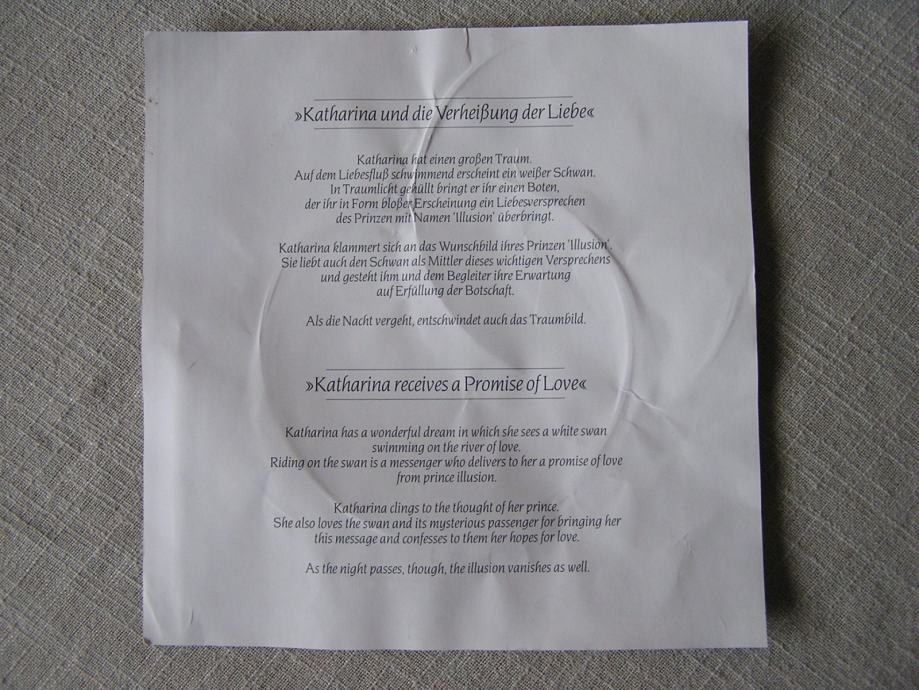 »Katharina und die Verheißung der Liebe«
Katharina hat einen großen Traum.
Auf dem Liebesfluß schwimmend erscheint ein weißer Schwan.
In Traumlicht gehüllt bringt er ihr einen Boten,
der ihr in Form bloßer Erscheinung ein Liebesversprechen
des Prinzen mit Namen 'Illusion' überbringt.
Katharina klammert sich an das Wunschbild ihres Prinzen 'Illusion'.
Sie liebt auch den Schwan als Mittler dieses wichtigen Versprechens
und gesteht ihm und dem Begleiter ihre Erwartung
auf Erfüllung der Botschaft.
Als die Nacht vergeht, entschwindet auch das Traumbild.
»Katharina receives a Promise of Love«
Katharina has a wonderful dream in which she sees a white swan
swimming on the river of love.
Riding on the swan is a messenger who delivers to her a promise of love
from prince illusion.
Katharina clings to the thought of her prince.
She also loves the swan and its mysterious passenger for bringing her
this message and confesses to them her hopes for love.
As the night passes, though, the illusion vanishes as well.